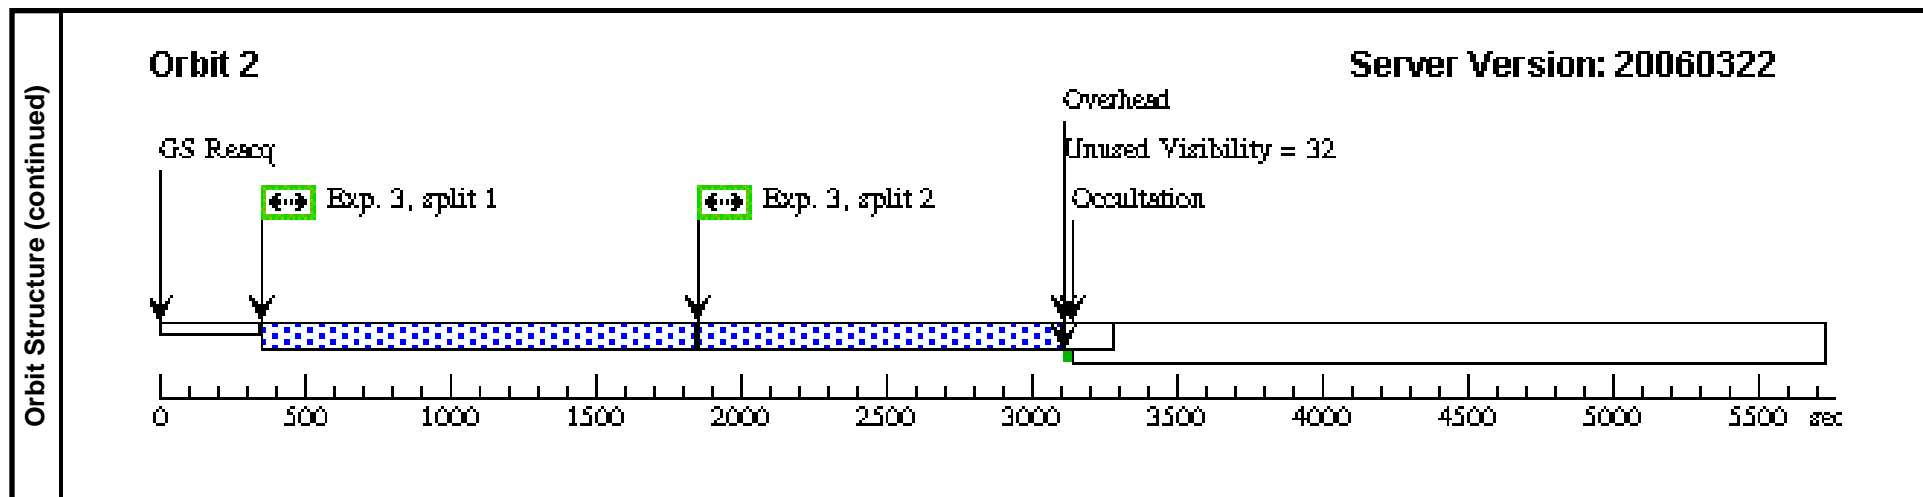 Orbit Structure (continued)
Orbit 2
Server Version: 20060322
Overhead
GS Reacq
Unused Visibility = 32
Exp. 3, split 1
Exp. 3, split 2
Occultation
0 500 1000 1500 2000 2500 3000 3500 4000 4500 5000 5500 sec